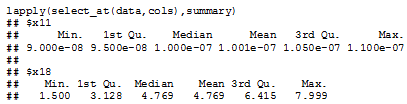 lapply(select_at(data,cols),summary)
## $x11
##      Min.   1st Qu.    Median      Mean   3rd Qu.      Max.
## 9.000e-08 9.500e-08 1.000e-07 1.001e-07 1.050e-07 1.100e-07
##
## $x18
##    Min. 1st Qu.  Median    Mean 3rd Qu.    Max.
##   1.500   3.128   4.769   4.769   6.415   7.999